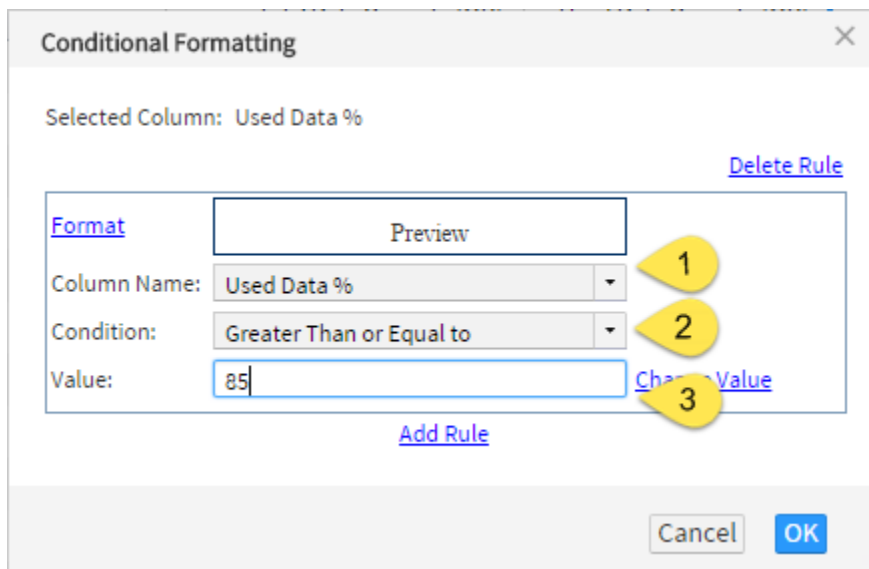 Conditional Formatting
Selected Column: Used Data %
Delete Rule
Format Preview
Column Name: Used Data % 1
Condition: Greater Than or Equal to 2
Value: 85 Change Value 3
Add Rule
Cancel OK